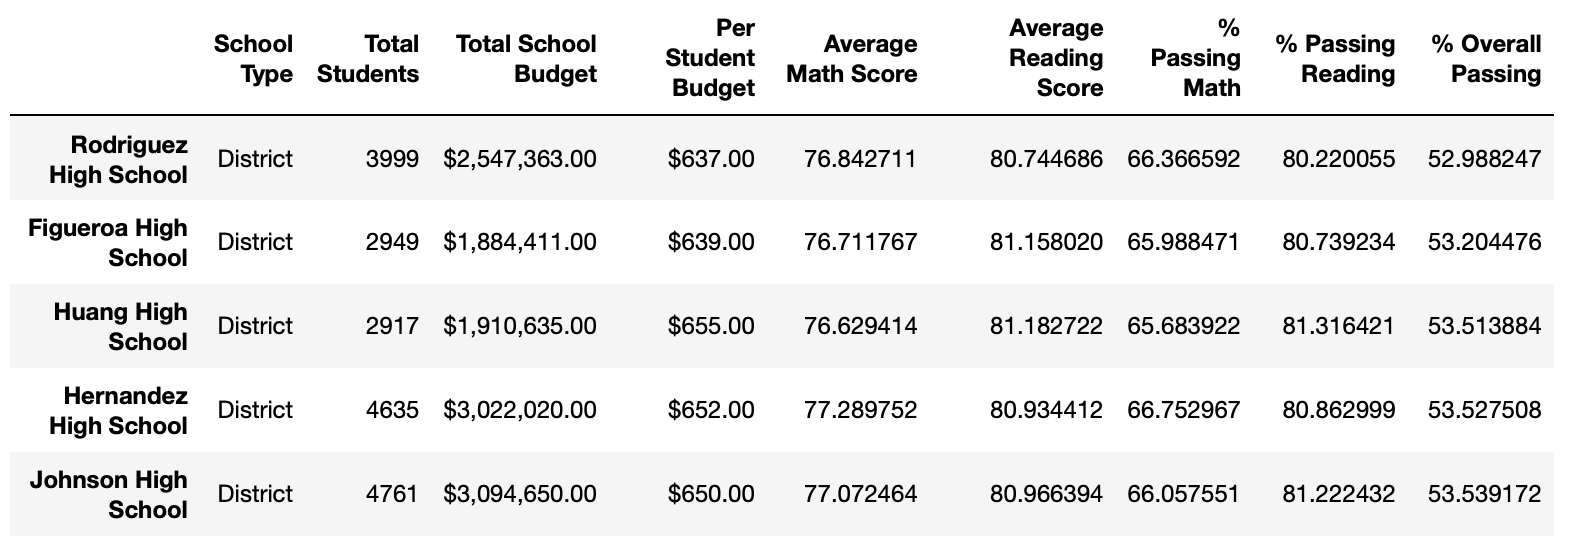 School Type Total Students Total School Budget Per Student Budget Average Math Score Average Reading Score % Passing Math % Passing Reading % Overall Passing
Rodriguez High School District 3999 $2,547,363.00 $637.00 76.842711 80.744686 66.366592 80.220055 52.988247
Figueroa High School District 2949 $1,884,411.00 $639.00 76.711767 81.158020 65.988471 80.739234 53.204476
Huang High School District 2917 $1,910,635.00 $655.00 76.629414 81.182722 65.683922 81.316421 53.513884
Hernandez High School District 4635 $3,022,020.00 $652.00 77.289752 80.934412 66.752967 80.862999 53.527508
Johnson High School District 4761 $3,094,650.00 $650.00 77.072464 80.966394 66.057551 81.222432 53.539172